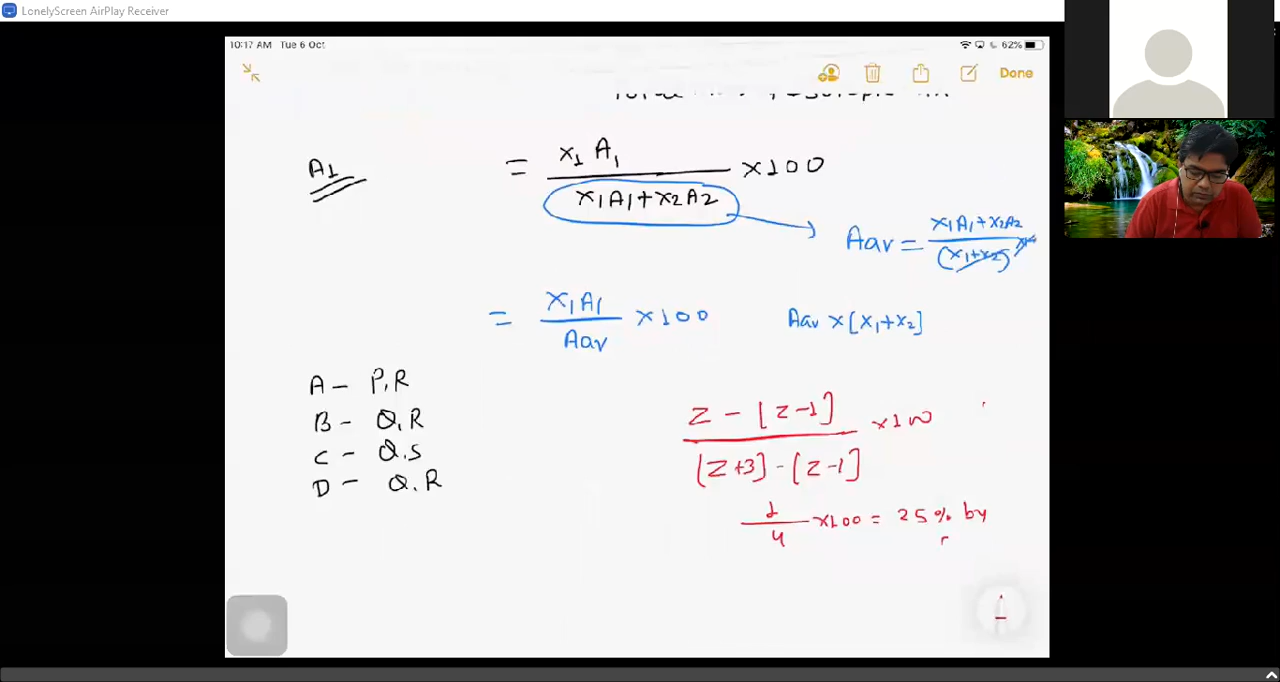 LonelyScreen AirPlay Receiver
10:17 AM Tue 6 Oct
62%
Done
A1 = x1 A1 / x1A1+x2A2 ×100
Aav = x1A1+x2A2 / (x1+x2)
= x1A1 / Aav ×100
Aav ×[x1+x2]
A – P,R
B – Q,R
C – Q,S
D – Q,R
Z – [Z–1] / (Z+3] – (Z–1] ×100
1/4 ×100 = 25% by